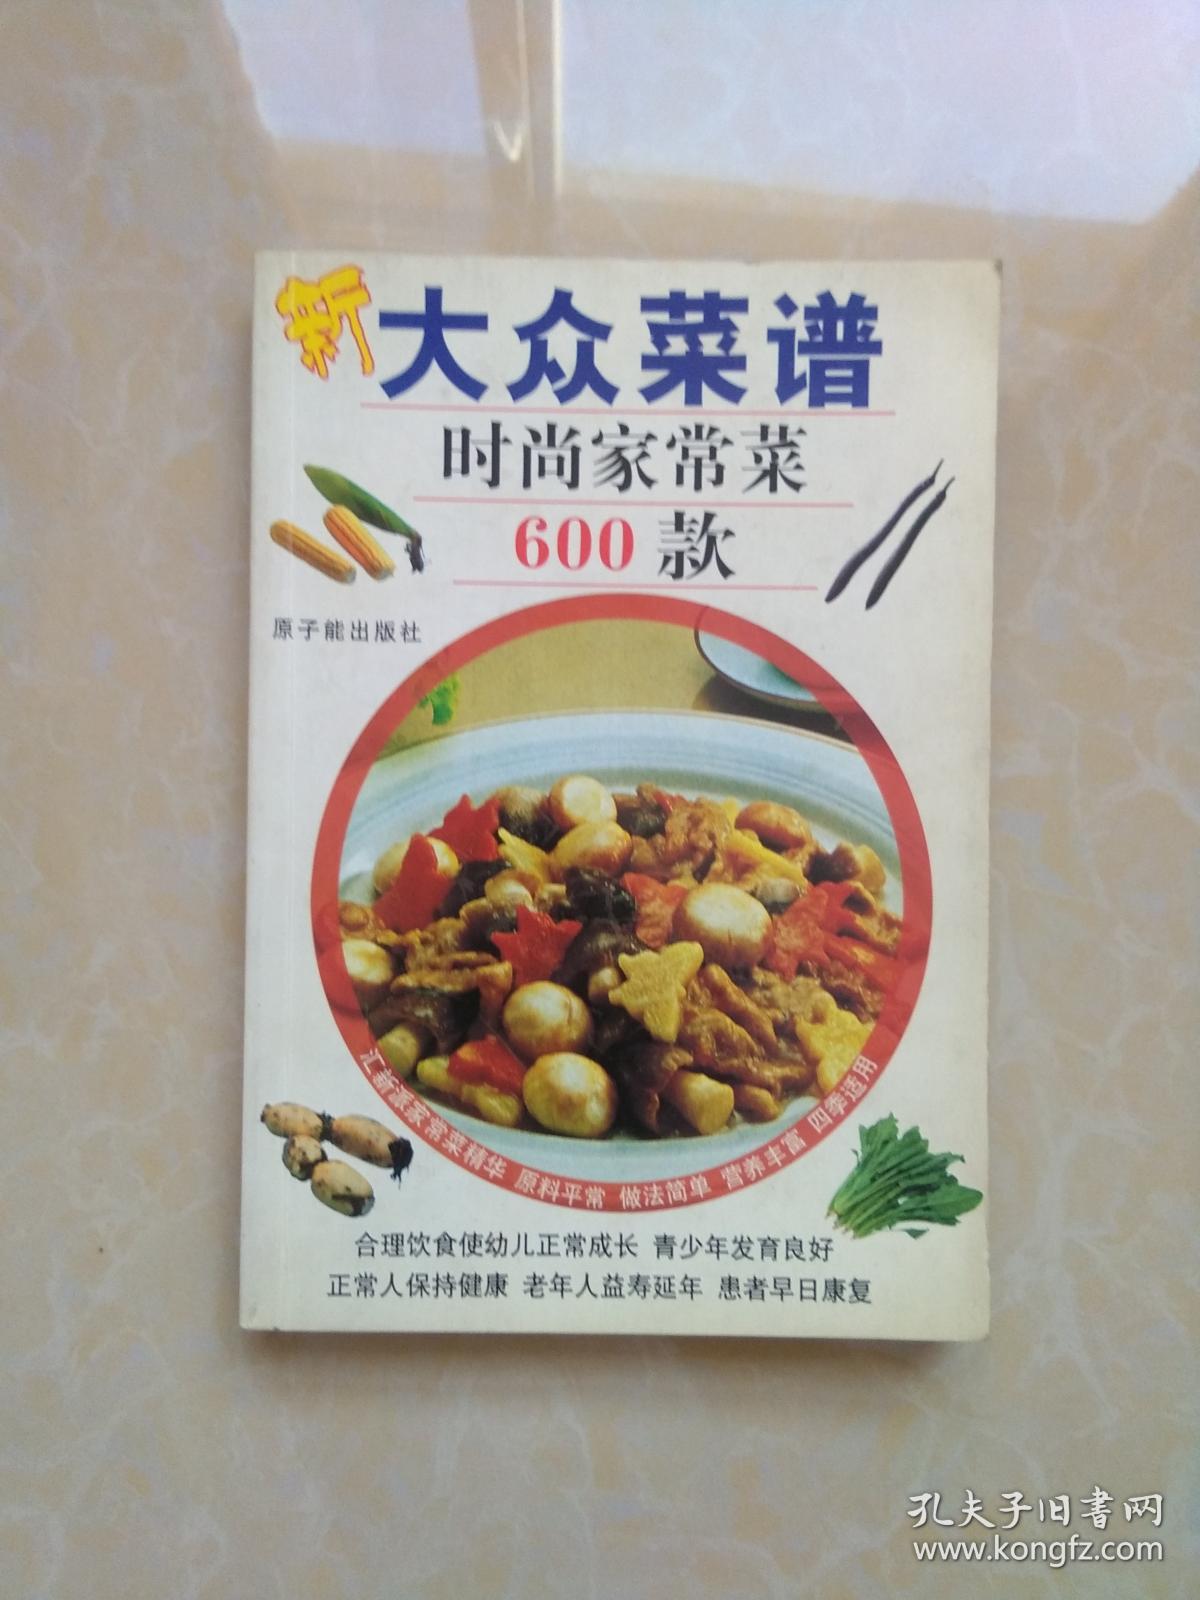 新大众菜谱
时尚家常菜
600款
原子能出版社
汇新派家常菜精华 原料平常 做法简单 营养丰富 四季适用
合理饮食使幼儿正常成长 青少年发育良好
正常人保持健康 老年人益寿延年 患者早日康复
孔夫子旧书网
www.kongfz.com